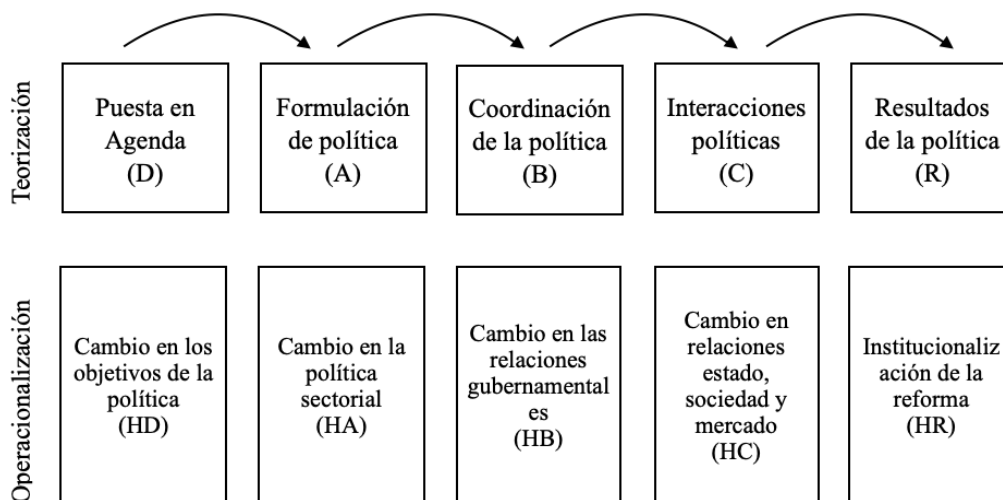 Teorización
Puesta en
Agenda
(D)
Formulación
de política
(A)
Coordinación
de la política
(B)
Interacciones
políticas
(C)
Resultados
de la política
(R)
Operacionalización
Cambio en los
objetivos de la
política
(HD)
Cambio en la
política
sectorial
(HA)
Cambio en las
relaciones
gubernamental
es
(HB)
Cambio en
relaciones
estado,
sociedad y
mercado
(HC)
Institucionaliz
ación de la
reforma
(HR)